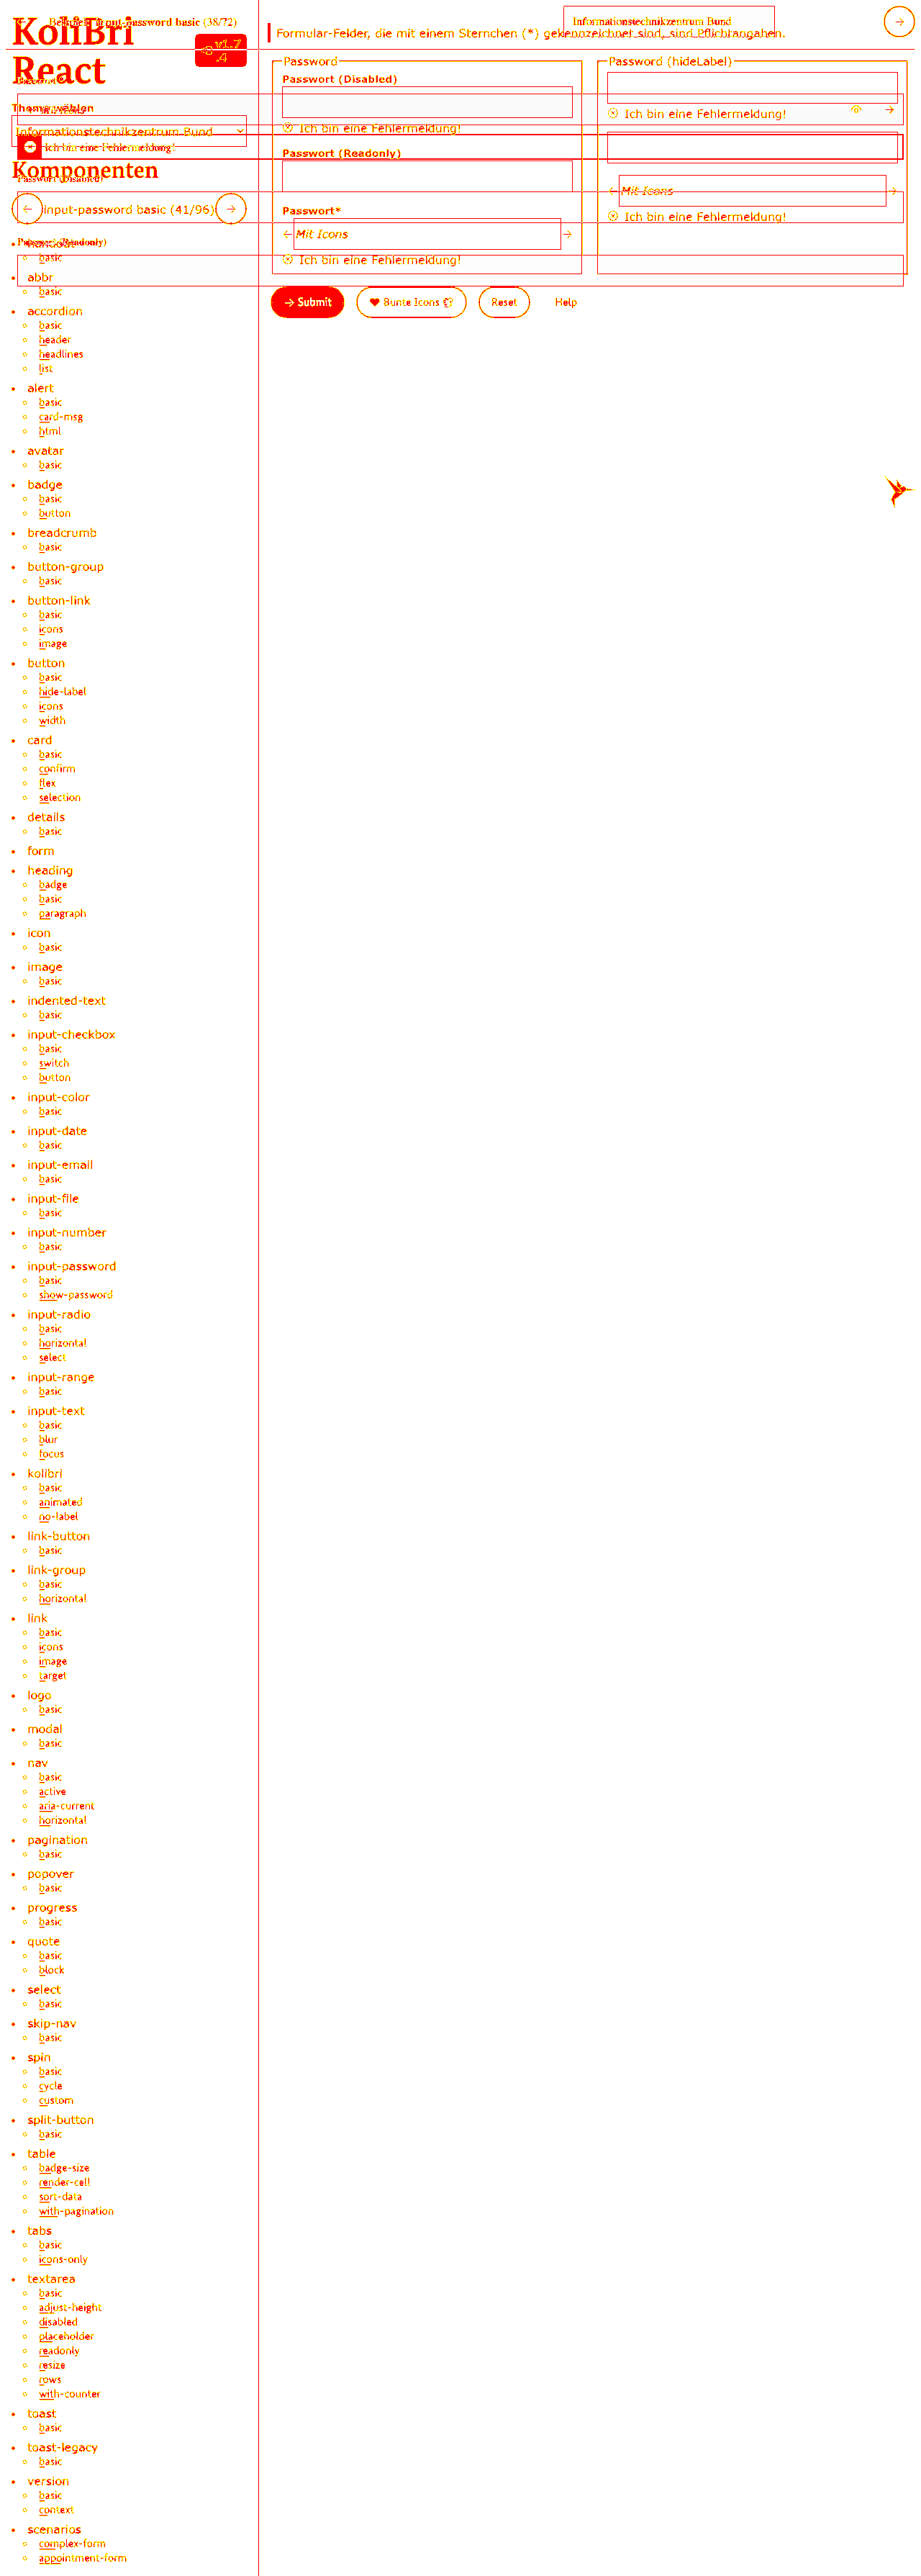 KoliBri
React
v1.7
.4
Beispiel: input-password basic (38/72)
Informationstechnikzentrum Bund
Formular-Felder, die mit einem Sternchen (*) gekennzeichnet sind, sind Pflichtangaben.
Theme wählen
Informationstechnikzentrum Bund
Ich bin eine Fehlermeldung!
Komponenten
Passwort (Disabled)
input-password basic (41/96)
Passwort (Readonly)
Password
Passwort (Disabled)
Ich bin eine Fehlermeldung!
Passwort (Readonly)
Passwort*
Mit Icons
Ich bin eine Fehlermeldung!
Password (hideLabel)
Ich bin eine Fehlermeldung!
Mit Icons
Ich bin eine Fehlermeldung!
Submit
Bunte Icons
Reset
Help
handout
basic
abbr
basic
accordion
basic
header
headlines
list
alert
basic
card-msg
html
avatar
basic
badge
basic
button
breadcrumb
basic
button-group
basic
button-link
basic
icons
image
button
basic
hide-label
icons
width
card
basic
confirm
flex
selection
details
basic
form
heading
badge
basic
paragraph
icon
basic
image
basic
indented-text
basic
input-checkbox
basic
switch
button
input-color
basic
input-date
basic
input-email
basic
input-file
basic
input-number
basic
input-password
basic
show-password
input-radio
basic
horizontal
select
input-range
basic
input-text
basic
blur
focus
kolibri
basic
animated
no-label
link-button
basic
link-group
basic
horizontal
link
basic
icons
image
target
logo
basic
modal
basic
nav
basic
active
aria-current
horizontal
pagination
basic
popover
basic
progress
basic
quote
basic
block
select
basic
skip-nav
basic
spin
basic
cycle
custom
split-button
basic
table
badge-size
render-cell
sort-data
with-pagination
tabs
basic
icons-only
textarea
basic
adjust-height
disabled
placeholder
readonly
resize
rows
with-counter
toast
basic
toast-legacy
basic
version
basic
context
scenarios
complex-form
appointment-form